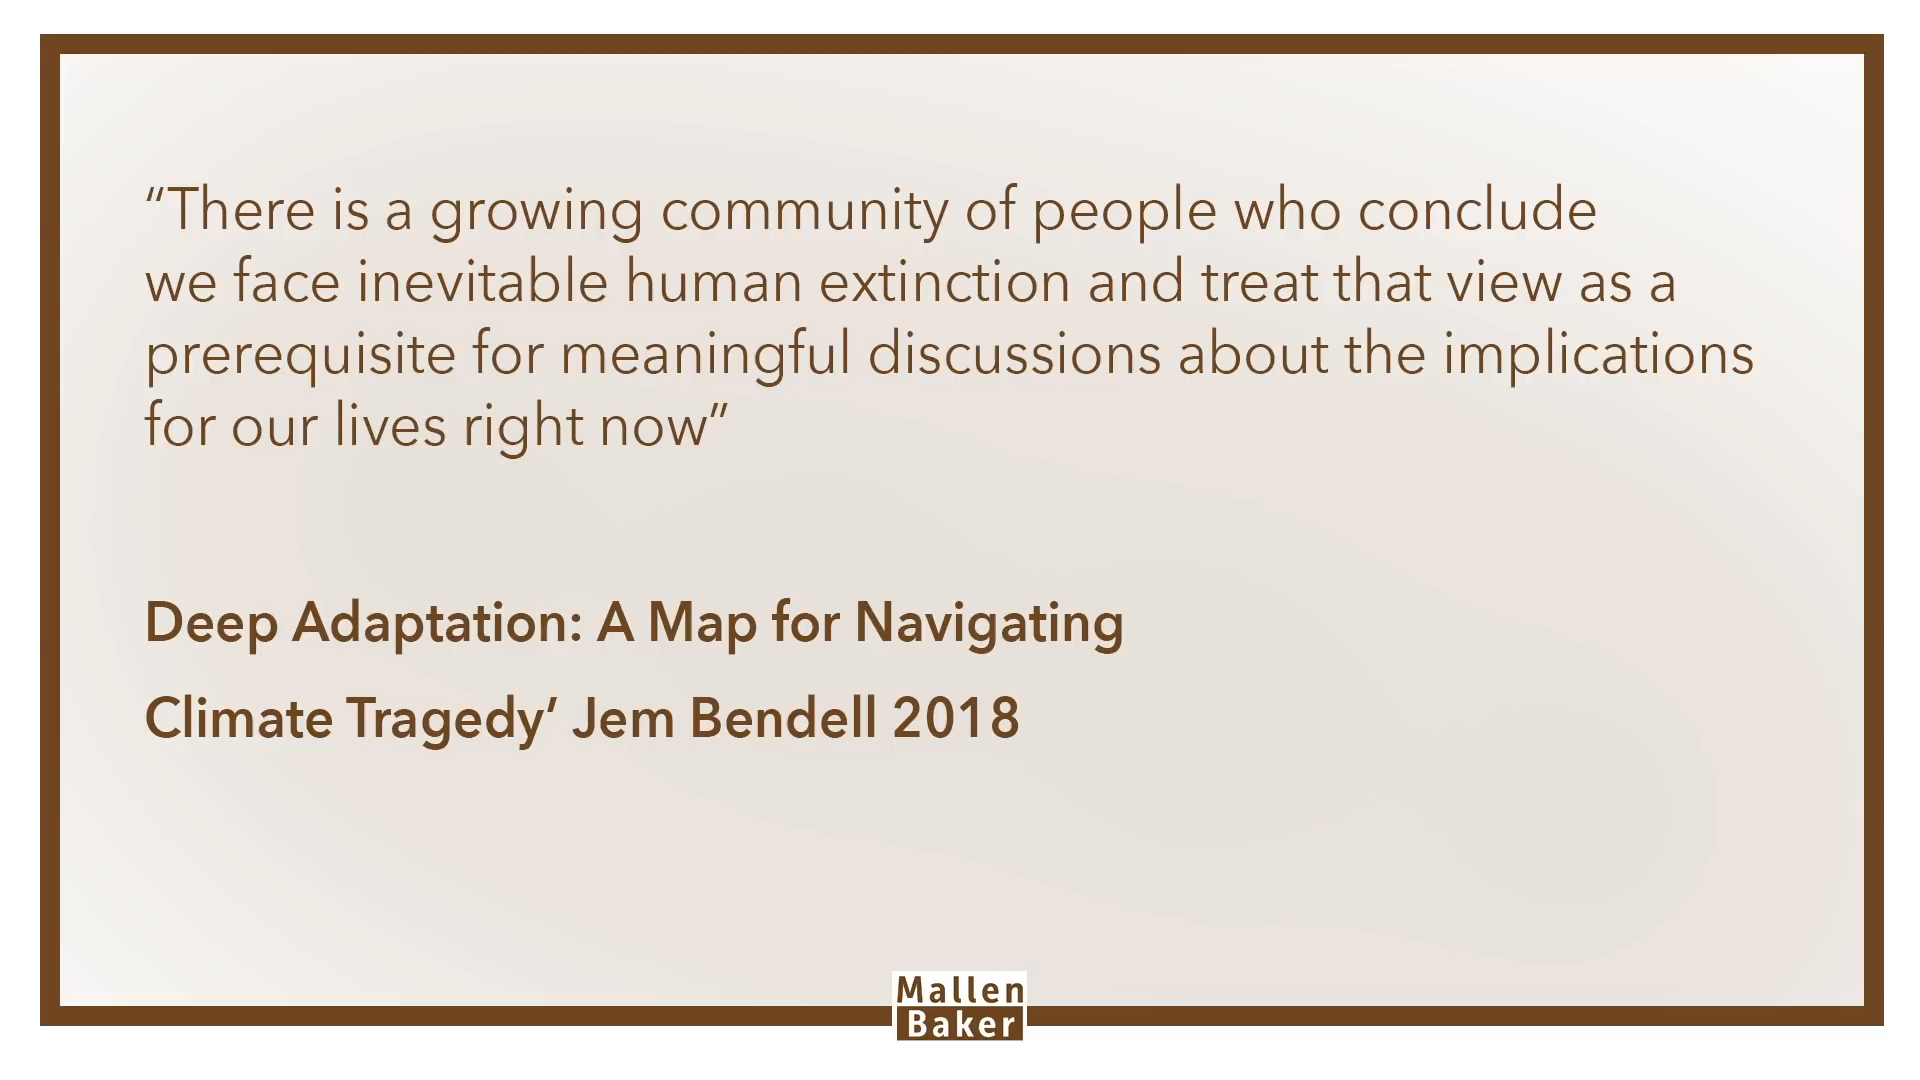 “There is a growing community of people who conclude
we face inevitable human extinction and treat that view as a
prerequisite for meaningful discussions about the implications
for our lives right now”
Deep Adaptation: A Map for Navigating
Climate Tragedy’ Jem Bendell 2018
Mallen
Baker